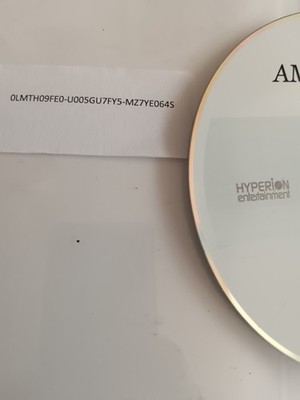 0LMTH09FE0-U005GU7FY5-MZ7YE064S
AM
HYPERION
entertainment